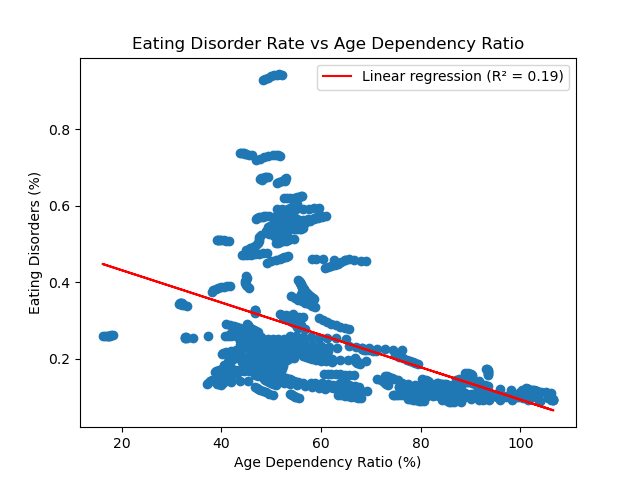 Eating Disorder Rate vs Age Dependency Ratio
Linear regression (R² = 0.19)
0.8
0.6
0.4
0.2
Eating Disorders (%)
20 40 60 80 100
Age Dependency Ratio (%)